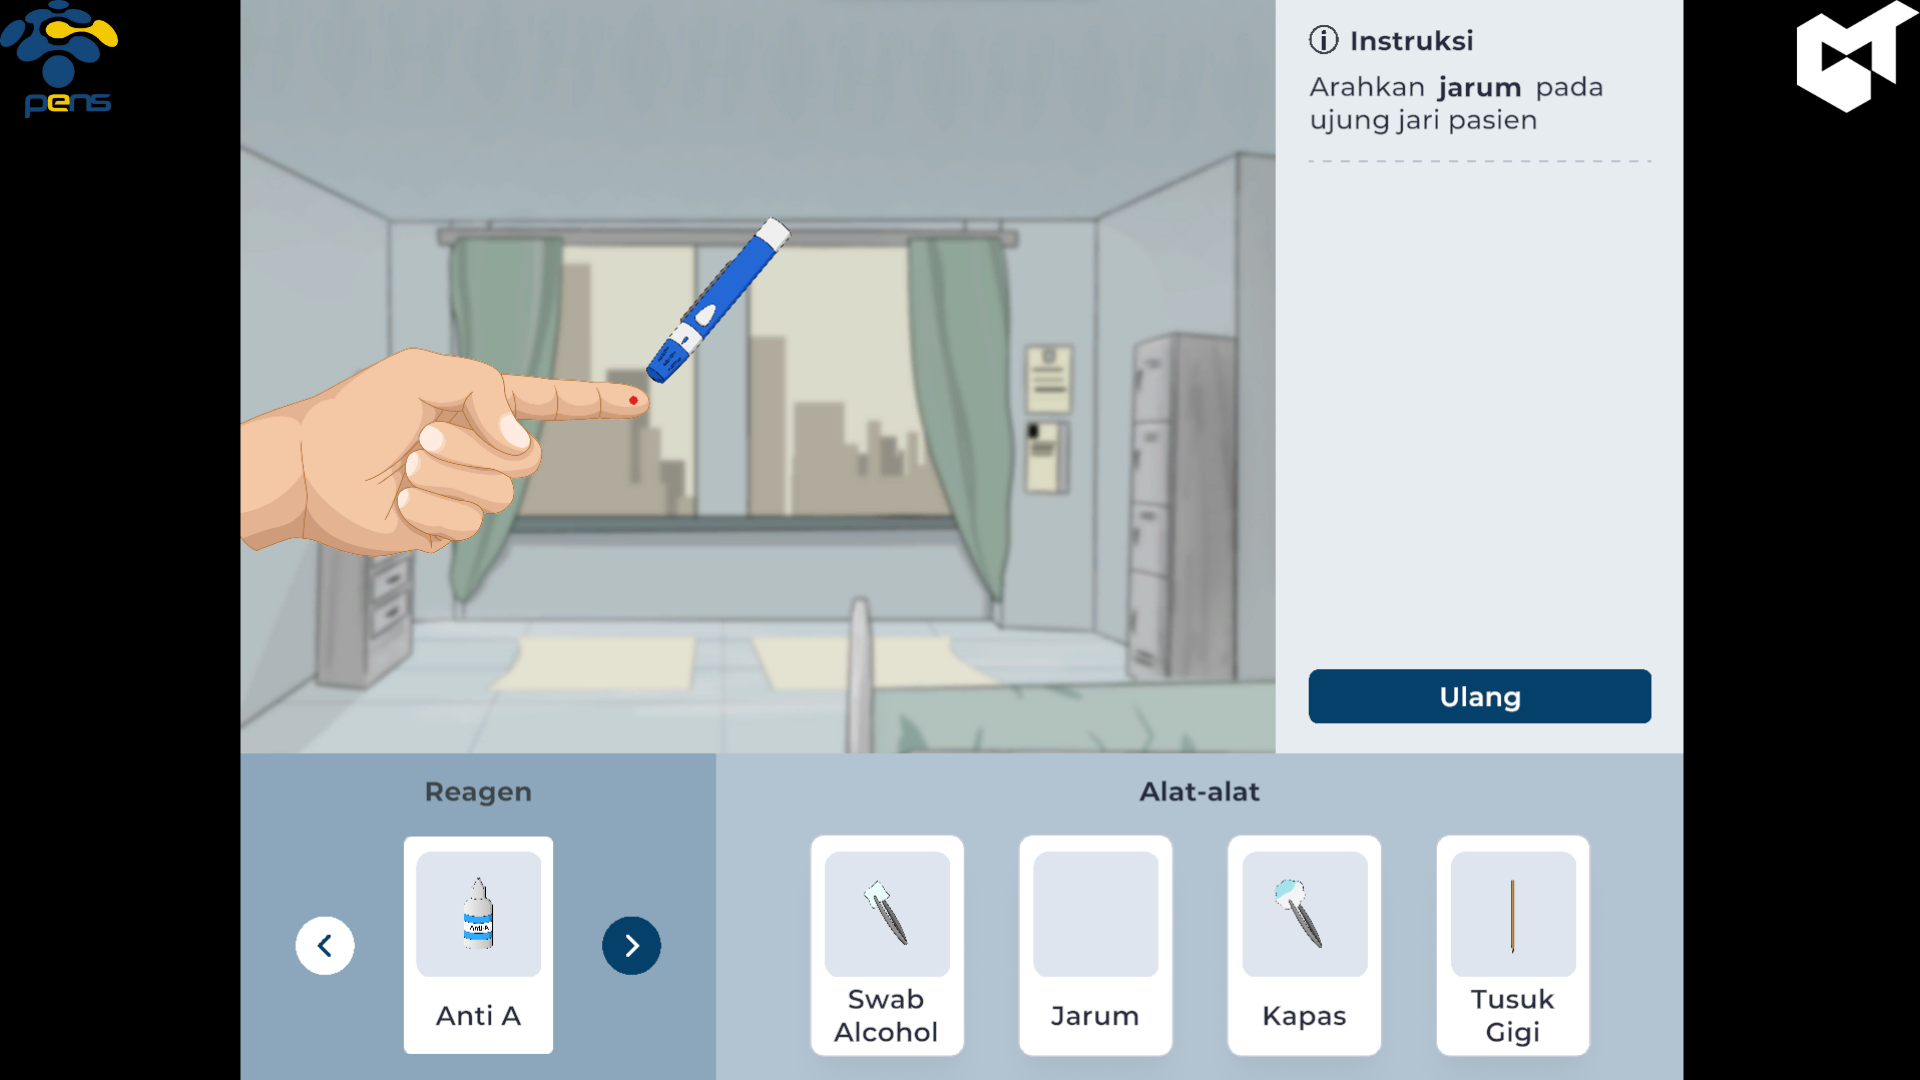 pens
Instruksi
Arahkan jarum pada
ujung jari pasien
Ulang
Reagen
Alat-alat
Anti-A
Anti A
Swab
Alcohol
Jarum
Kapas
Tusuk
Gigi